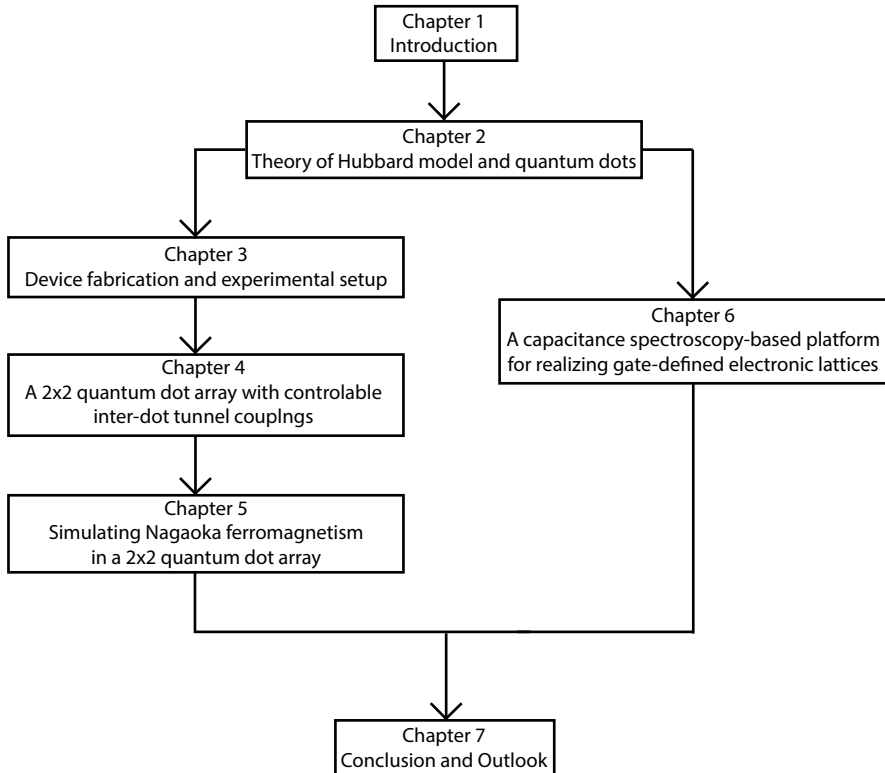 Chapter 1
Introduction
Chapter 2
Theory of Hubbard model and quantum dots
Chapter 3
Device fabrication and experimental setup
Chapter 4
A 2x2 quantum dot array with controlable
inter-dot tunnel couplngs
Chapter 5
Simulating Nagaoka ferromagnetism
in a 2x2 quantum dot array
Chapter 6
A capacitance spectroscopy-based platform
for realizing gate-defined electronic lattices
Chapter 7
Conclusion and Outlook